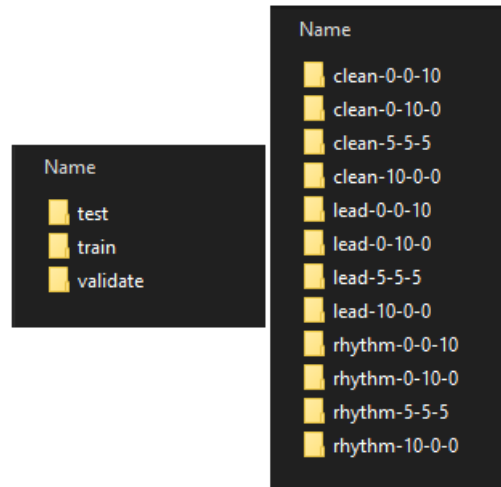 Name
test
train
validate
Name
clean-0-0-10
clean-0-10-0
clean-5-5-5
clean-10-0-0
lead-0-0-10
lead-0-10-0
lead-5-5-5
lead-10-0-0
rhythm-0-0-10
rhythm-0-10-0
rhythm-5-5-5
rhythm-10-0-0